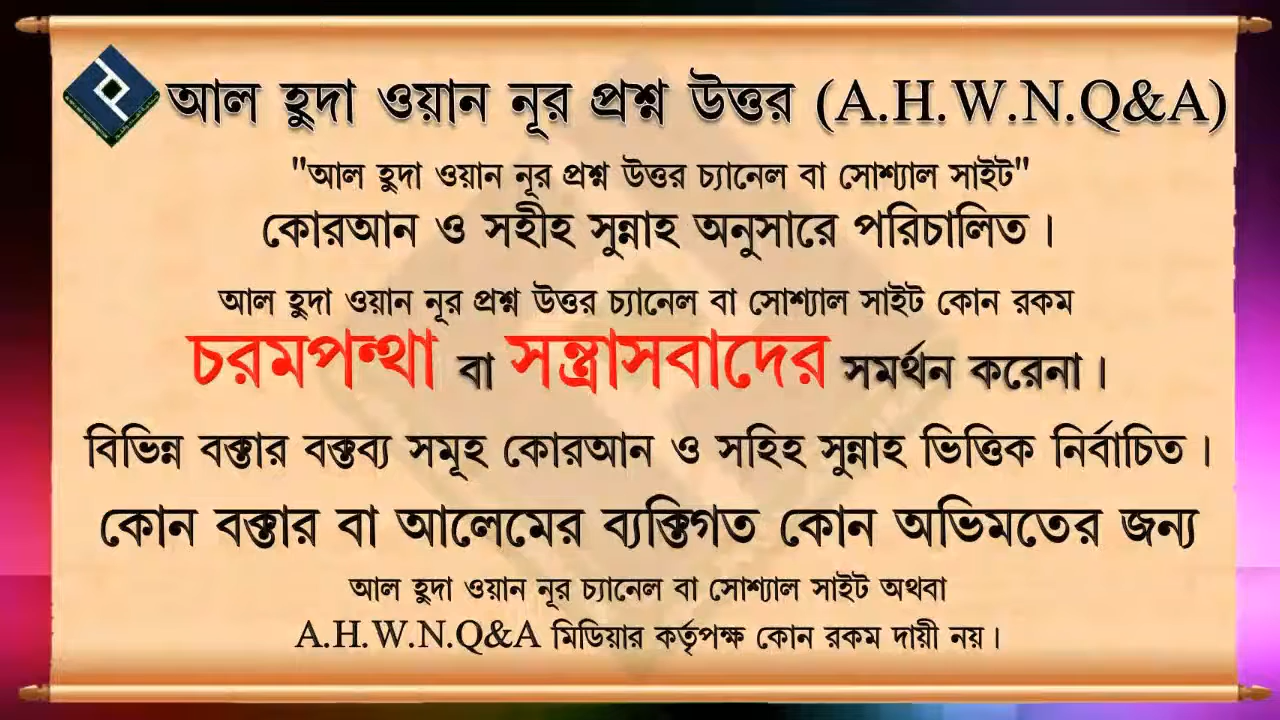 আল হুদা ওয়ান নূর প্রশ্ন উত্তর (A.H.W.N.Q&A)
"আল হুদা ওয়ান নূর প্রশ্ন উত্তর চ্যানেল বা সোশ্যাল সাইট"
কোরআন ও সহীহ সুন্নাহ অনুসারে পরিচালিত।
আল হুদা ওয়ান নূর প্রশ্ন উত্তর চ্যানেল বা সোশ্যাল সাইট কোন রকম
চরমপন্থা বা সন্ত্রাসবাদের সমর্থন করেনা।
বিভিন্ন বক্তার বক্তব্য সমূহ কোরআন ও সহিহ সুন্নাহ ভিত্তিক নির্বাচিত।
কোন বক্তার বা আলেমের ব্যক্তিগত কোন অভিমতের জন্য
আল হুদা ওয়ান নূর চ্যানেল বা সোশ্যাল সাইট অথবা
A.H.W.N.Q&A মিডিয়ার কর্তৃপক্ষ কোন রকম দায়ী নয়।